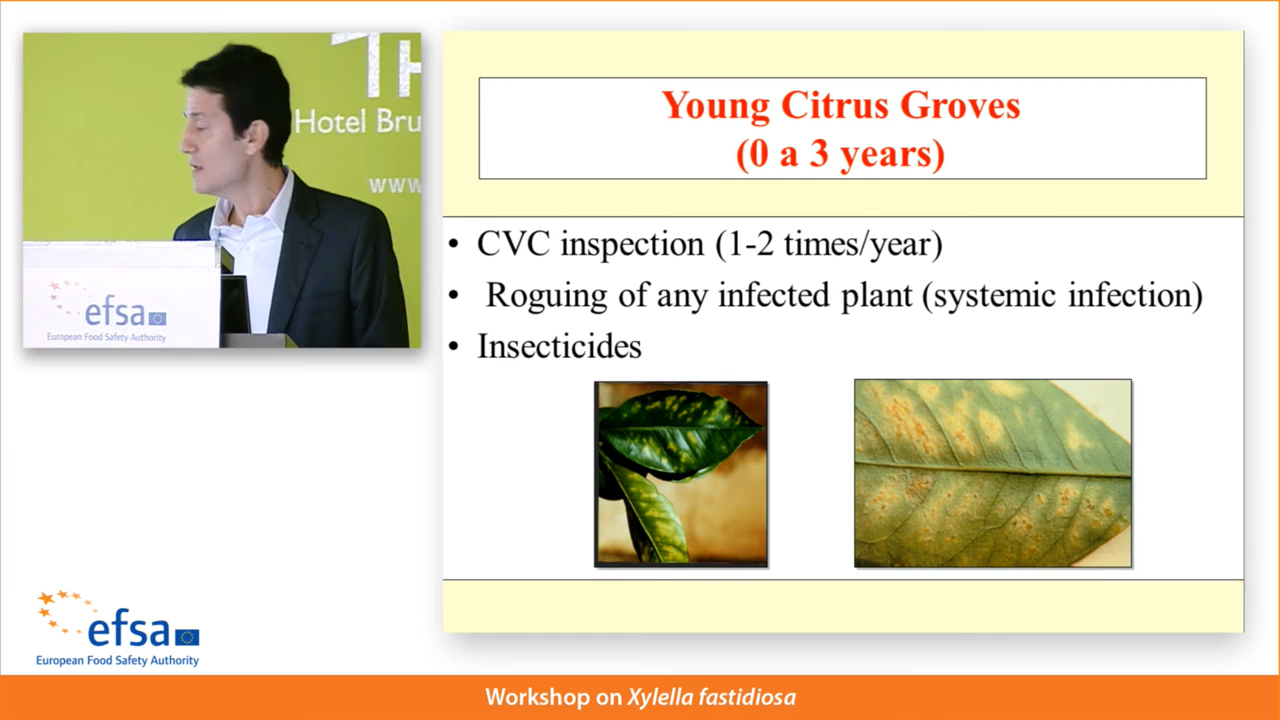 Hotel Bru
www
efsa
European Food Safety Authority
Young Citrus Groves
(0 a 3 years)
• CVC inspection (1-2 times/year)
• Roguing of any infected plant (systemic infection)
• Insecticides
efsa
European Food Safety Authority
Workshop on Xylella fastidiosa